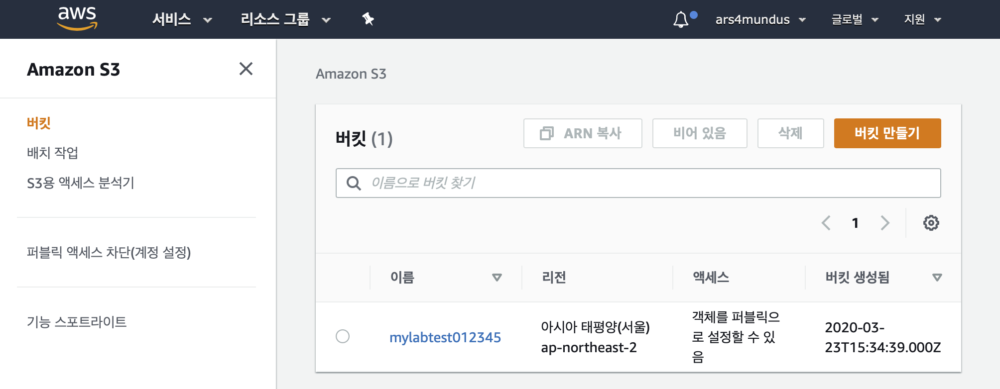 aws
서비스
리소스 그룹
ars4mundus
글로벌
지원
Amazon S3
버킷
배치 작업
S3용 액세스 분석기
퍼블릭 액세스 차단(계정 설정)
기능 스포트라이트
Amazon S3
버킷 (1)
ARN 복사
비어 있음
삭제
버킷 만들기
이름으로 버킷 찾기
1
이름
리전
액세스
버킷 생성됨
mylabtest012345
아시아 태평양(서울)
ap-northeast-2
객체를 퍼블릭으
로 설정할 수 있
음
2020-03-
23T15:34:39.000Z